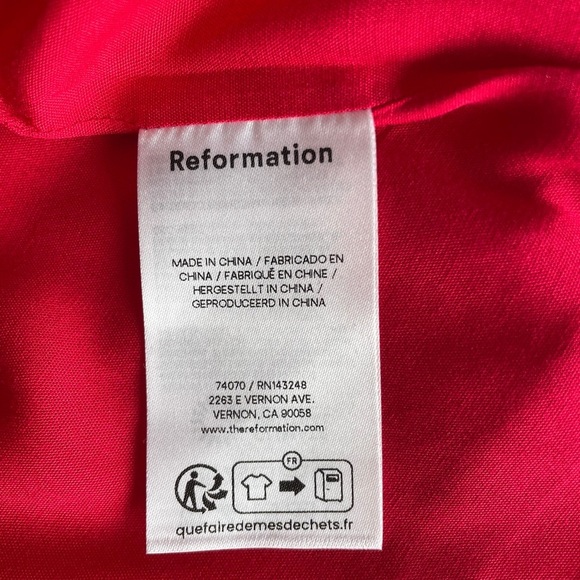 Reformation
MADE IN CHINA / FABRICADO EN
CHINA / FABRIQUÉ EN CHINE /
HERGESTELLT IN CHINA /
GEPRODUCEERD IN CHINA
74070 / RN143248
2263 E VERNON AVE.
VERNON, CA 90058
www.thereformation.com
FR
quefairedemesdechets.fr